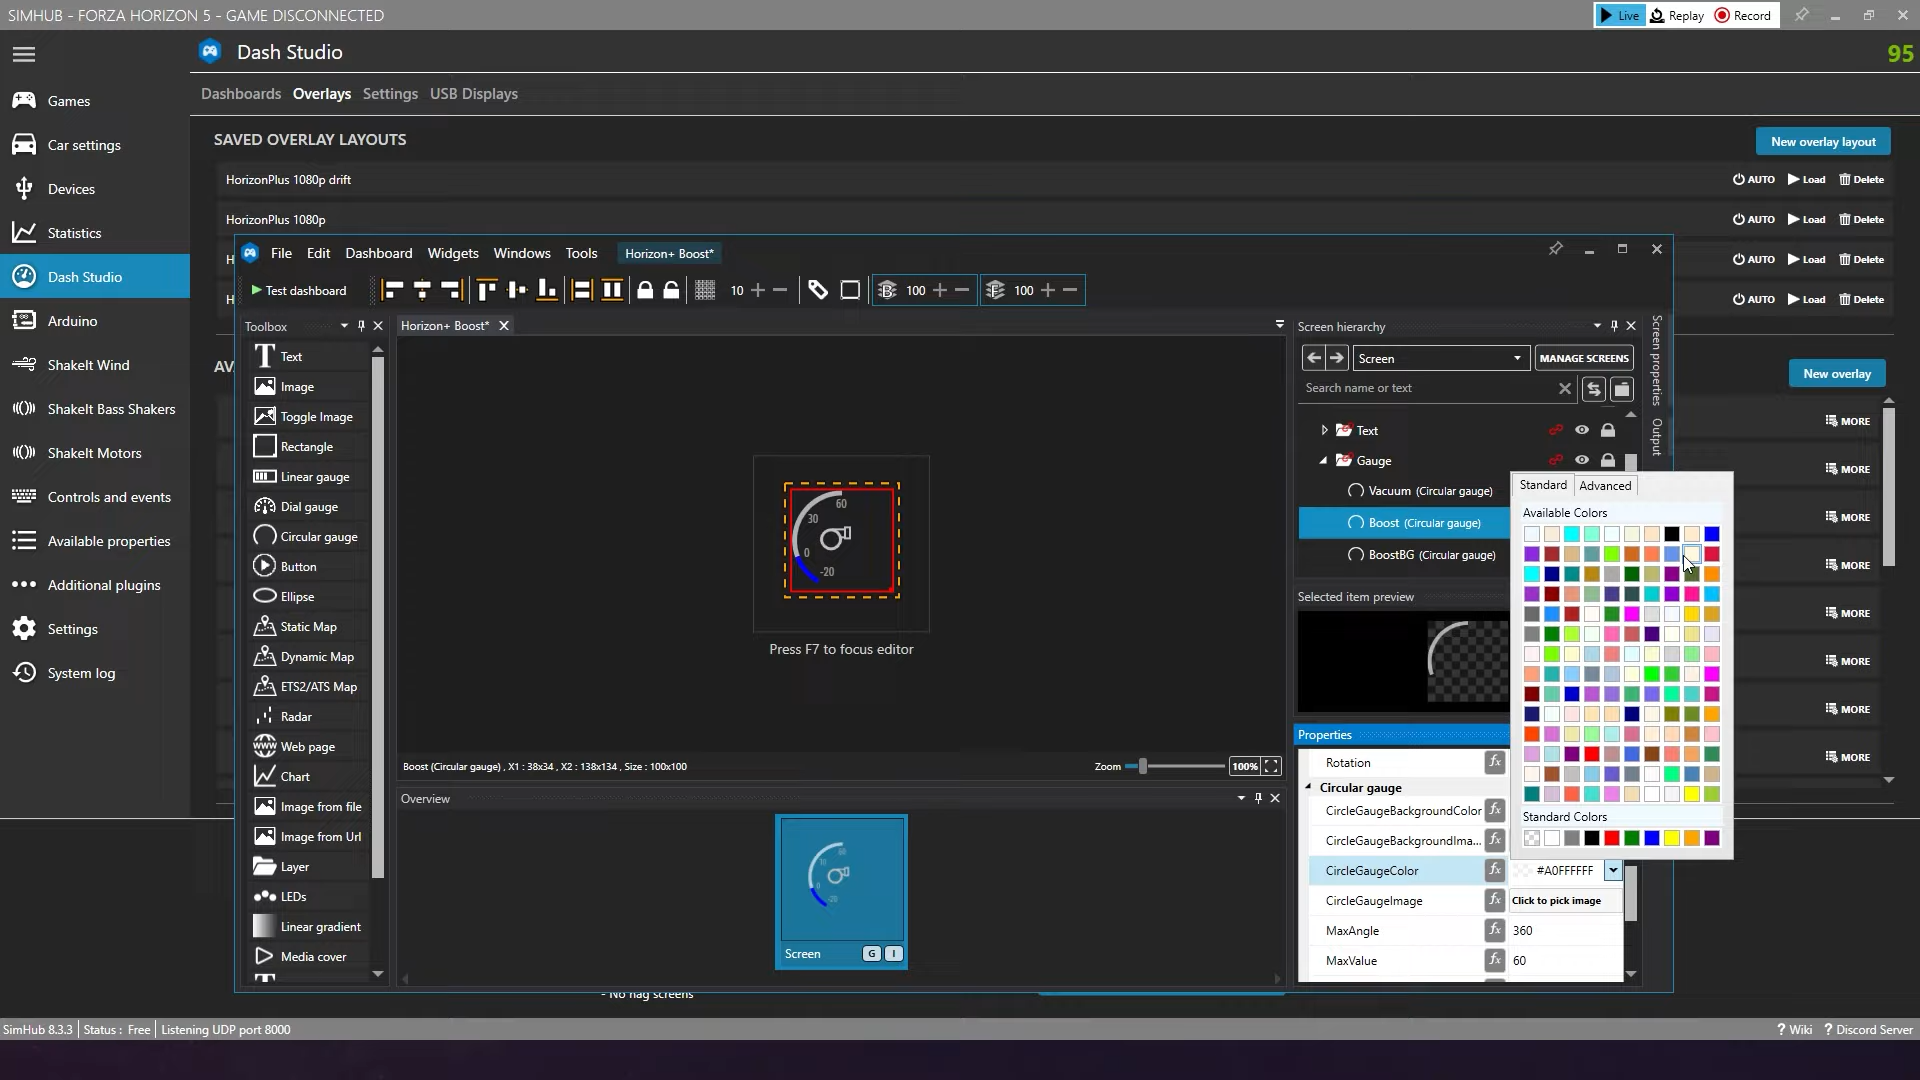 SIMHUB - FORZA HORIZON 5 - GAME DISCONNECTED
Live
Replay
Record
Dash Studio
95
Dashboards
Overlays
Settings
USB Displays
Games
Car settings
Devices
Statistics
Dash Studio
Arduino
ShakeIt Wind
ShakeIt Bass Shakers
ShakeIt Motors
Controls and events
Available properties
Additional plugins
Settings
System log
SAVED OVERLAY LAYOUTS
New overlay layout
HorizonPlus 1080p drift
AUTO
Load
Delete
HorizonPlus 1080p
AUTO
Load
Delete
H
AUTO
Load
Delete
H
AUTO
Load
Delete
AV
New overlay
MORE
MORE
MORE
MORE
MORE
MORE
MORE
MORE
File
Edit
Dashboard
Widgets
Windows
Tools
Horizon+ Boost*
Test dashboard
10
B
100
F
100
Toolbox
Text
Image
Toggle Image
Rectangle
Linear gauge
Dial gauge
Circular gauge
Button
Ellipse
Static Map
Dynamic Map
ETS2/ATS Map
Radar
Web page
Chart
Image from file
Image from Url
Layer
LEDs
Linear gradient
Media cover
Horizon+ Boost*
60
30
0
-20
Press F7 to focus editor
Boost (Circular gauge) , X1 : 38x34 , X2 : 138x134 , Size : 100x100
Zoom
100%
Overview
Screen
G
I
Screen hierarchy
Screen
MANAGE SCREENS
Search name or text
Text
Gauge
Vacuum (Circular gauge)
Boost (Circular gauge)
BoostBG (Circular gauge)
Screen properties
Output
Selected item preview
Properties
Rotation
fx
Circular gauge
CircleGaugeBackgroundColor
fx
CircleGaugeBackgroundIma...
fx
CircleGaugeColor
fx
#A0FFFFFF
CircleGaugeImage
fx
Click to pick image
MaxAngle
fx
360
MaxValue
fx
60
Standard
Advanced
Available Colors
Standard Colors
- No nag screens
SimHub 8.3.3
Status : Free
Listening UDP port 8000
? Wiki
? Discord Server